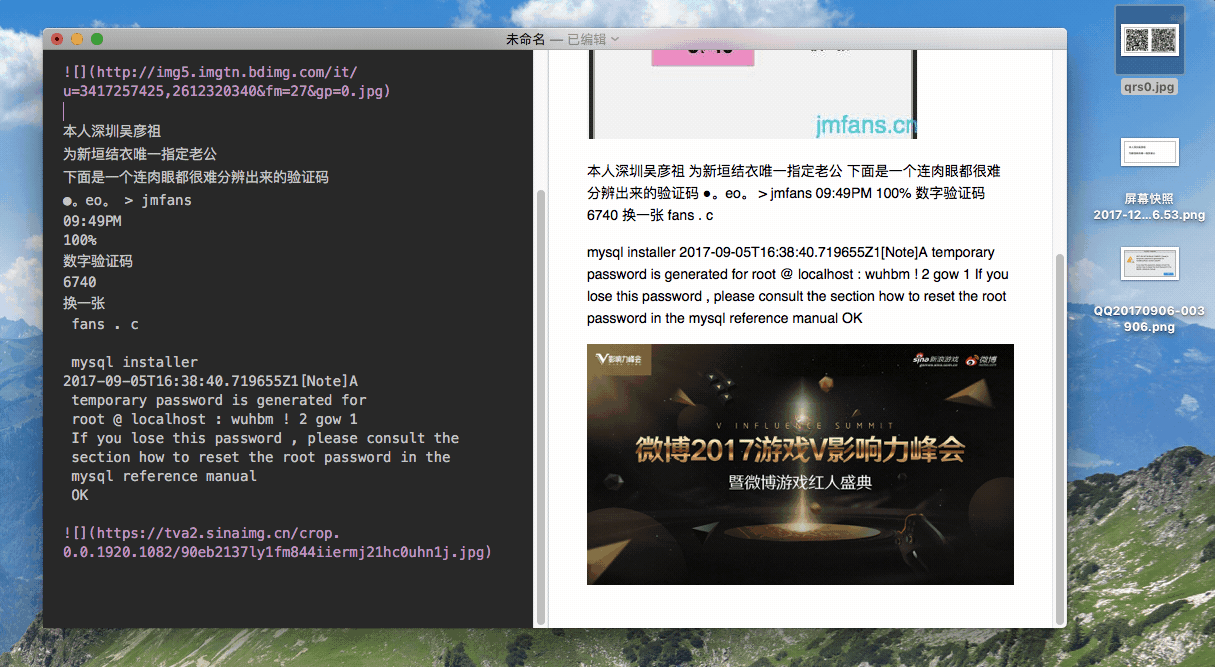 未命名 — 已编辑
![](http://img5.imgtn.bdimg.com/it/
u=3417257425,2612320340&fm=27&gp=0.jpg)
本人深圳吴彦祖
为新垣结衣唯一指定老公
下面是一个连肉眼都很难分辨出来的验证码
●。eo。 > jmfans
09:49PM
100%
数字验证码
6740
换一张
fans . c
mysql installer
2017-09-05T16:38:40.719655Z1[Note]A
temporary password is generated for
root @ localhost : wuhbm ! 2 gow 1
If you lose this password , please consult the
section how to reset the root password in the
mysql reference manual
OK
![](https://tva2.sinaimg.cn/crop.
0.0.1920.1082/90eb2137ly1fm844iiermj21hc0uhn1j.jpg)
jmfans.cn
本人深圳吴彦祖 为新垣结衣唯一指定老公 下面是一个连肉眼都很难
分辨出来的验证码 ●。eo。 > jmfans 09:49PM 100% 数字验证码
6740 换一张 fans . c
mysql installer 2017-09-05T16:38:40.719655Z1[Note]A temporary
password is generated for root @ localhost : wuhbm ! 2 gow 1 If you
lose this password , please consult the section how to reset the root
password in the mysql reference manual OK
V影响力峰会
sina新浪游戏
微博
V INFLUENCE SUMMIT
微博2017游戏V影响力峰会
暨微博游戏红人盛典
qrs0.jpg
屏幕快照
2017-12...6.53.png
QQ20170906-003
906.png